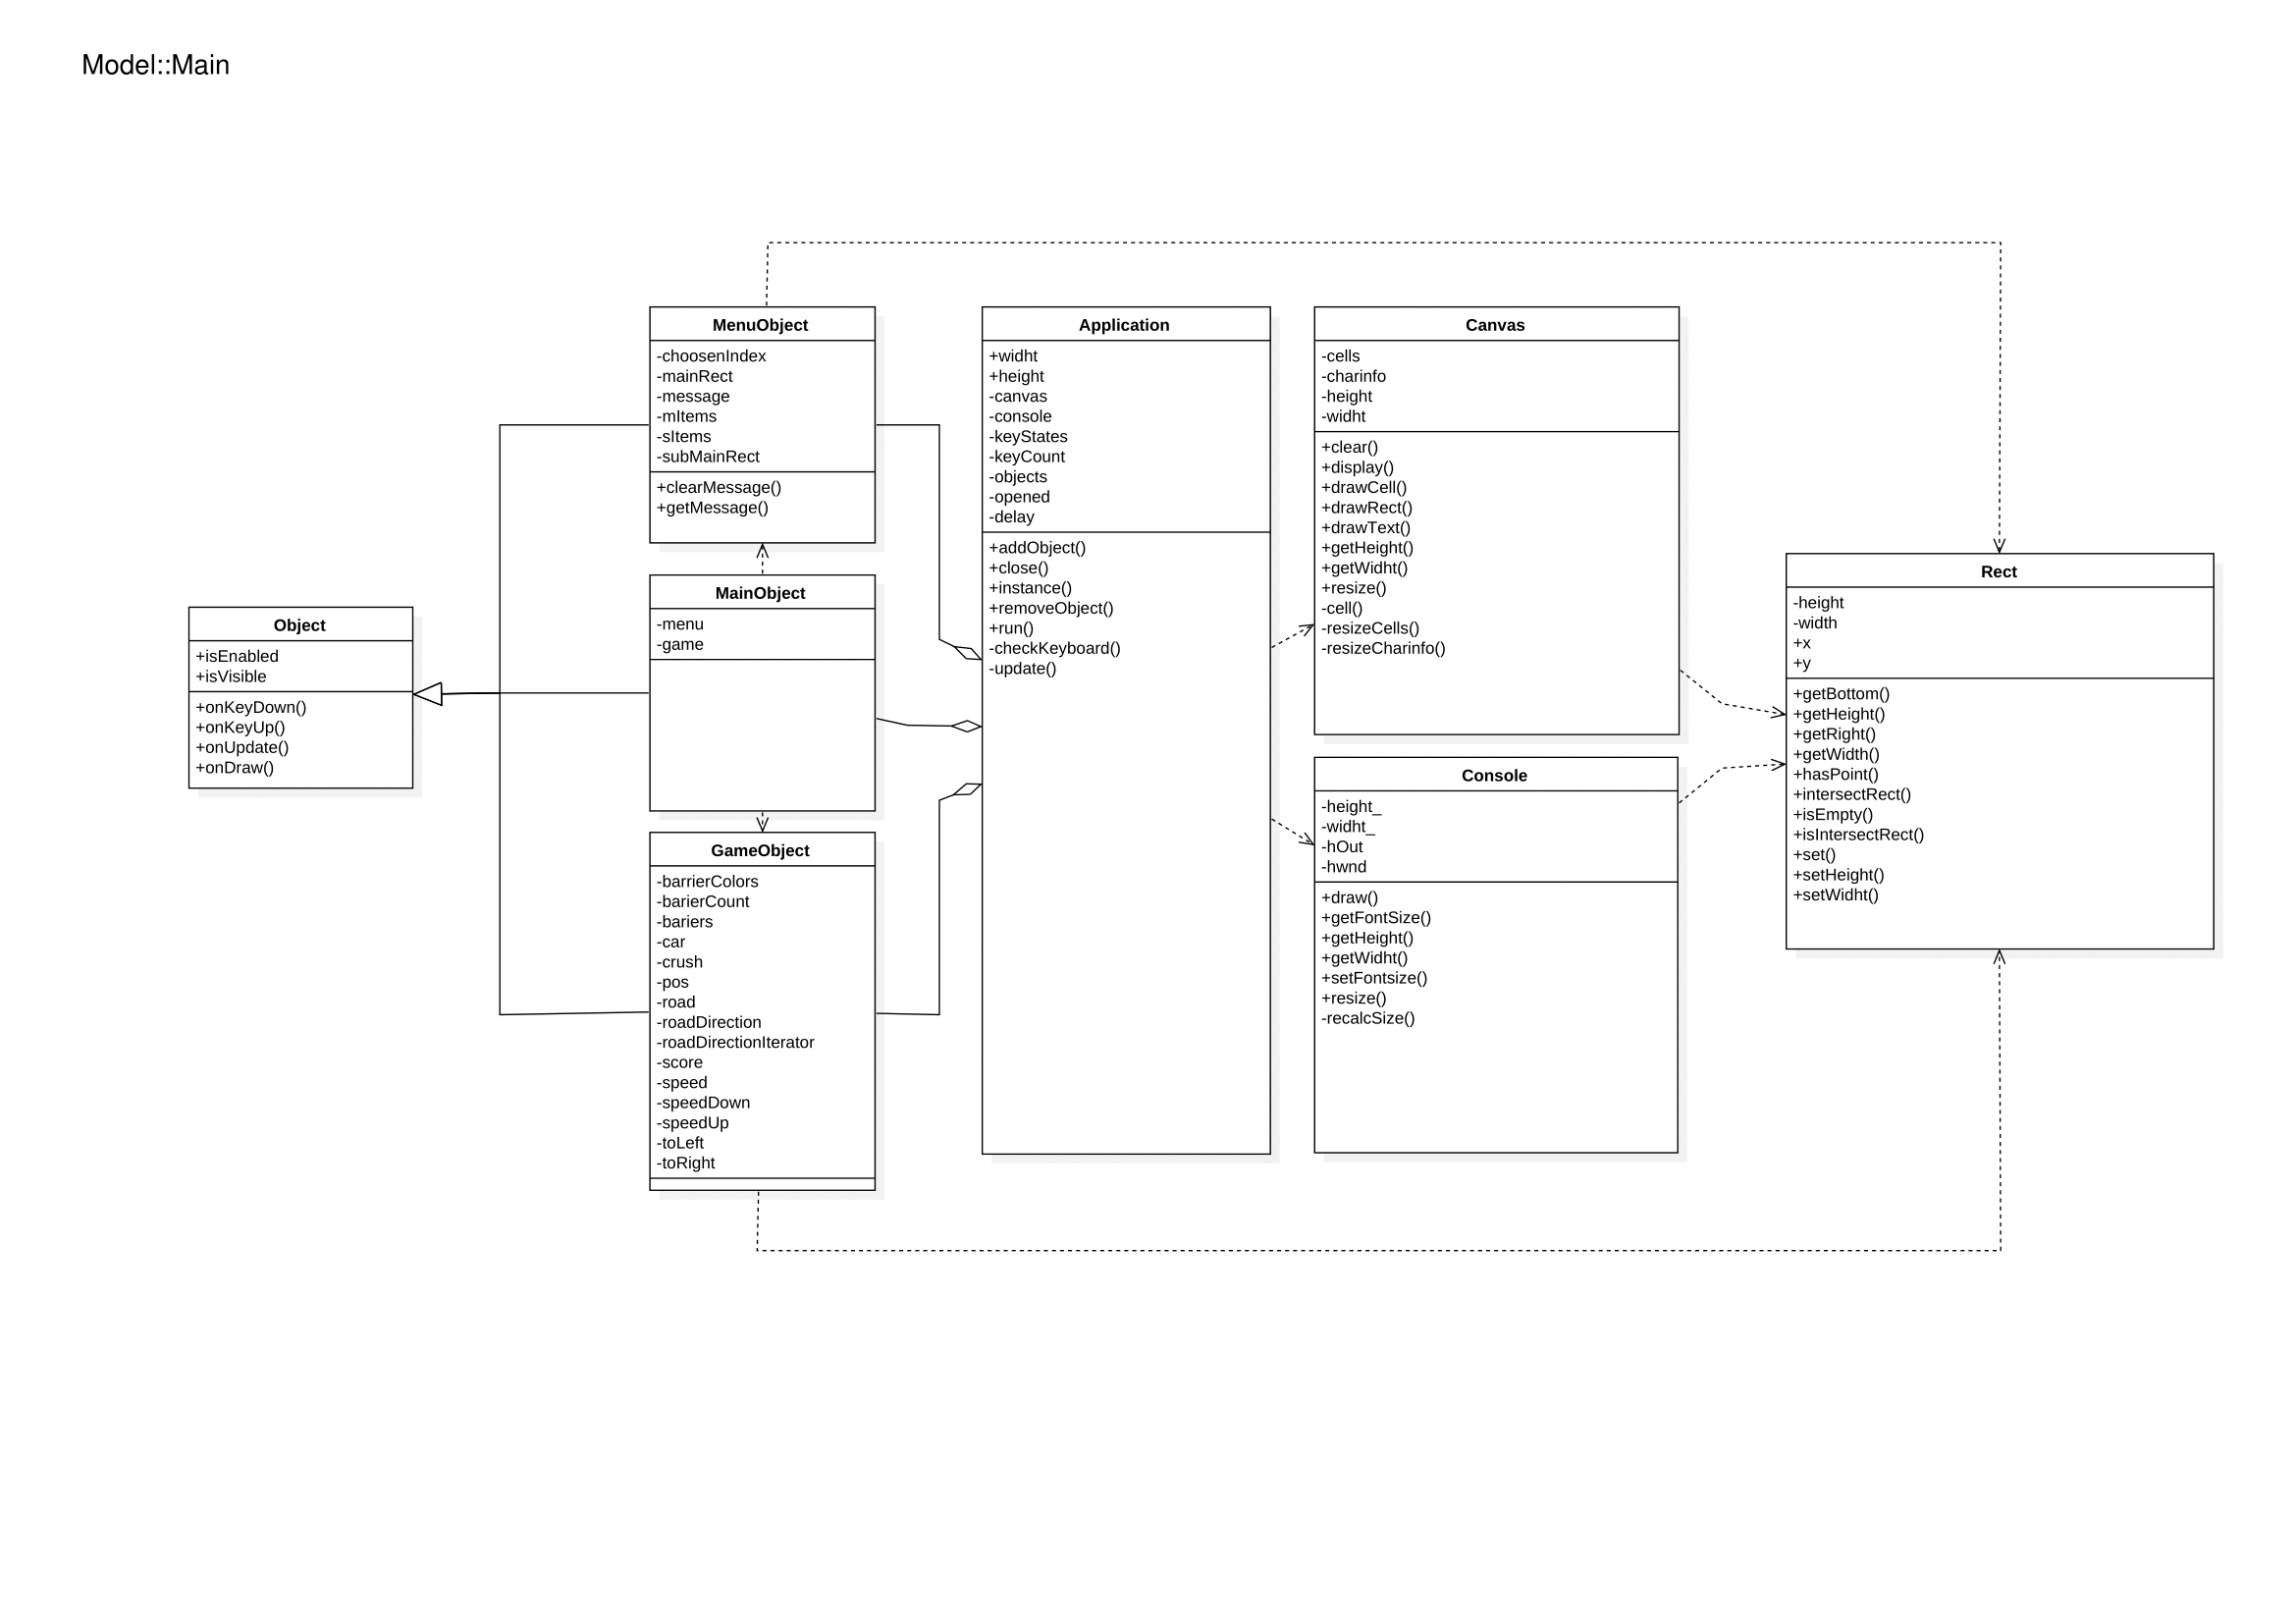 Model::Main
MenuObject
-choosenIndex
-mainRect
-message
-mItems
-sItems
-subMainRect
+clearMessage()
+getMessage()
Application
+widht
+height
-canvas
-console
-keyStates
-keyCount
-objects
-opened
-delay
+addObject()
+close()
+instance()
+removeObject()
+run()
-checkKeyboard()
-update()
Canvas
-cells
-charinfo
-height
-widht
+clear()
+display()
+drawCell()
+drawRect()
+drawText()
+getHeight()
+getWidht()
+resize()
-cell()
-resizeCells()
-resizeCharinfo()
Rect
-height
-width
+x
+y
+getBottom()
+getHeight()
+getRight()
+getWidth()
+hasPoint()
+intersectRect()
+isEmpty()
+isIntersectRect()
+set()
+setHeight()
+setWidht()
MainObject
-menu
-game
Object
+isEnabled
+isVisible
+onKeyDown()
+onKeyUp()
+onUpdate()
+onDraw()
Console
-height_
-widht_
-hOut
-hwnd
+draw()
+getFontSize()
+getHeight()
+getWidht()
+setFontsize()
+resize()
-recalcSize()
GameObject
-barrierColors
-barierCount
-bariers
-car
-crush
-pos
-road
-roadDirection
-roadDirectionIterator
-score
-speed
-speedDown
-speedUp
-toLeft
-toRight